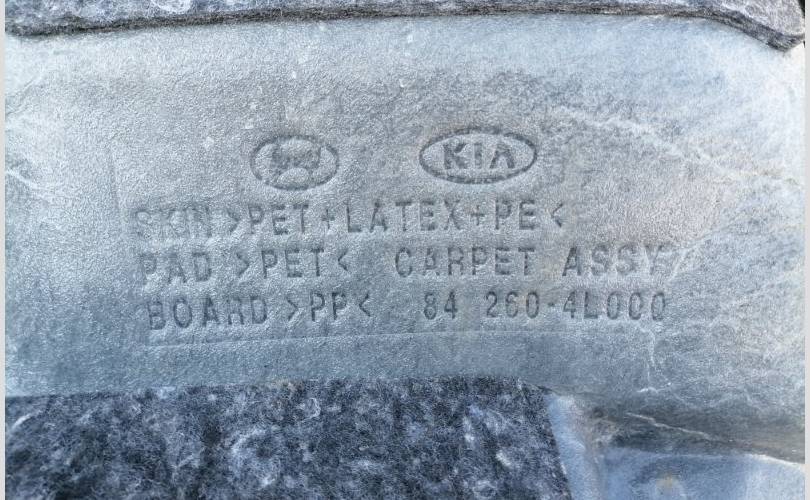 KIA
SKIN >PET+LATEX+PE<
PAD >PET< CARPET ASSY
BOARD >PP< 84 260-4L000